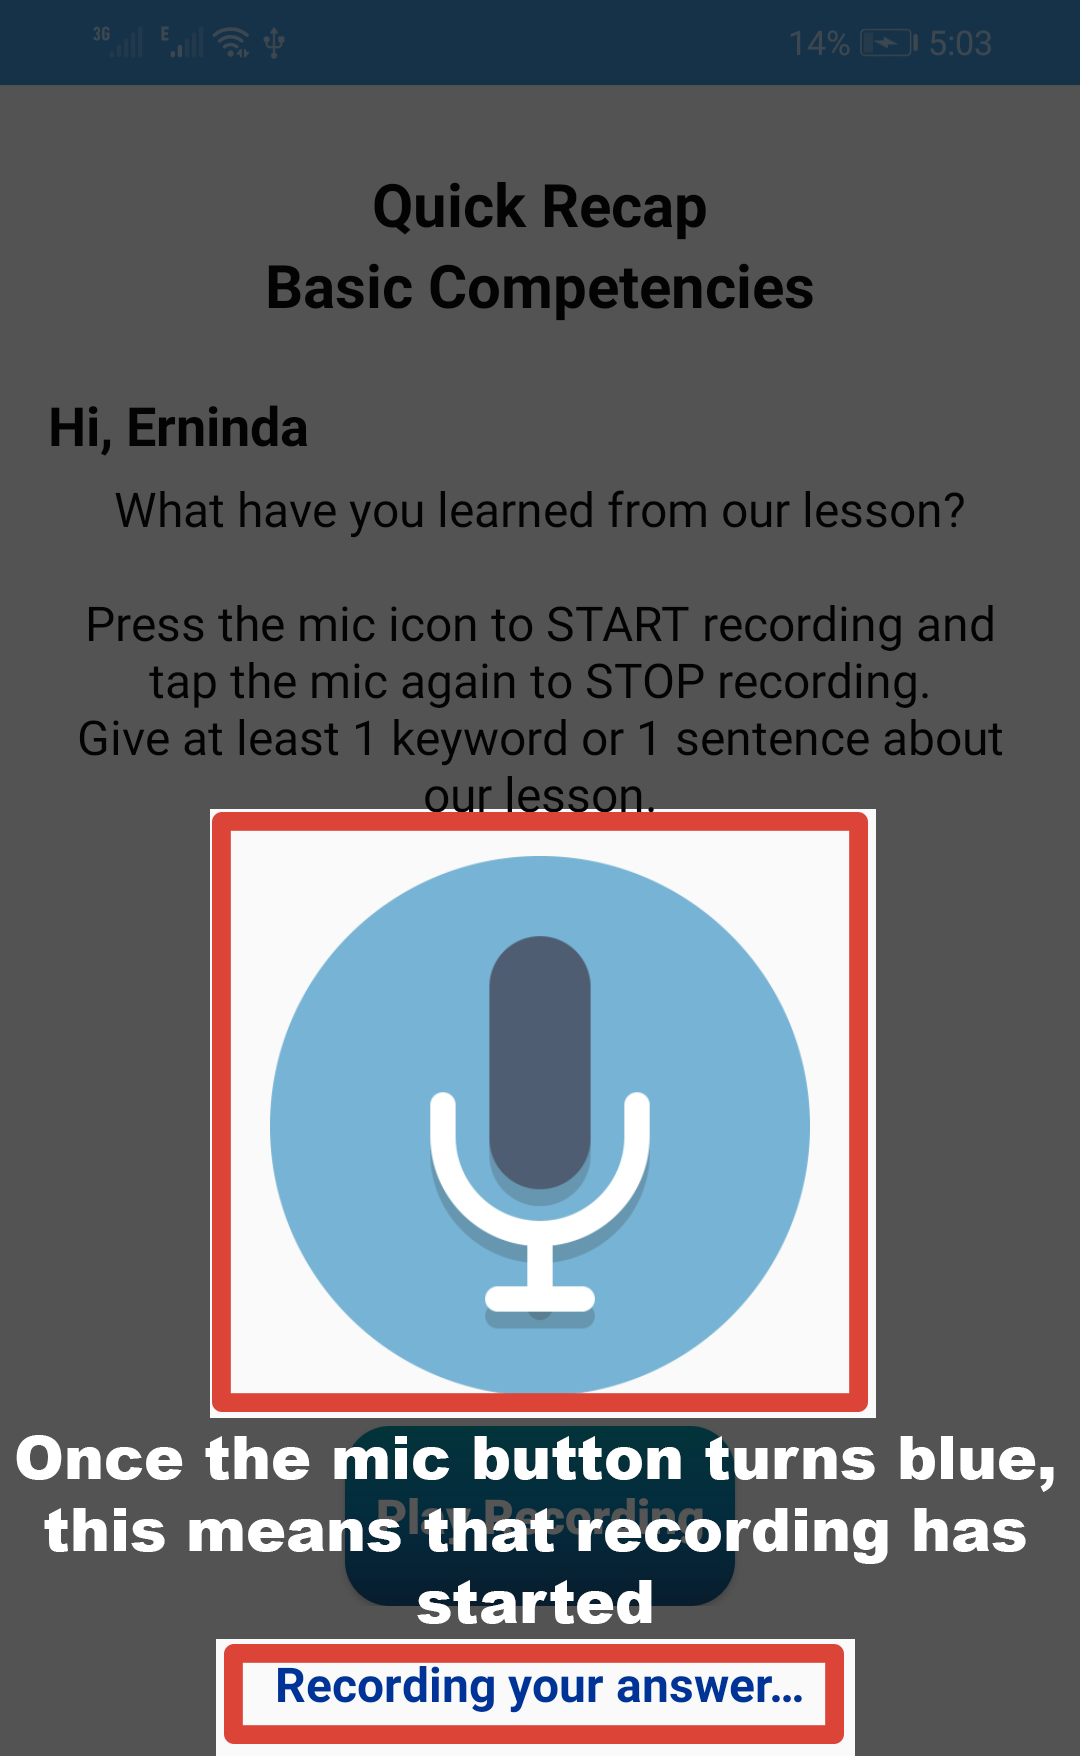 3G E 14% 5:03
Quick Recap
Basic Competencies
Hi, Erninda
What have you learned from our lesson?
Press the mic icon to START recording and
tap the mic again to STOP recording.
Give at least 1 keyword or 1 sentence about
our lesson.
Once the mic button turns blue,
Play Recording
this means that recording has
started
Recording your answer...